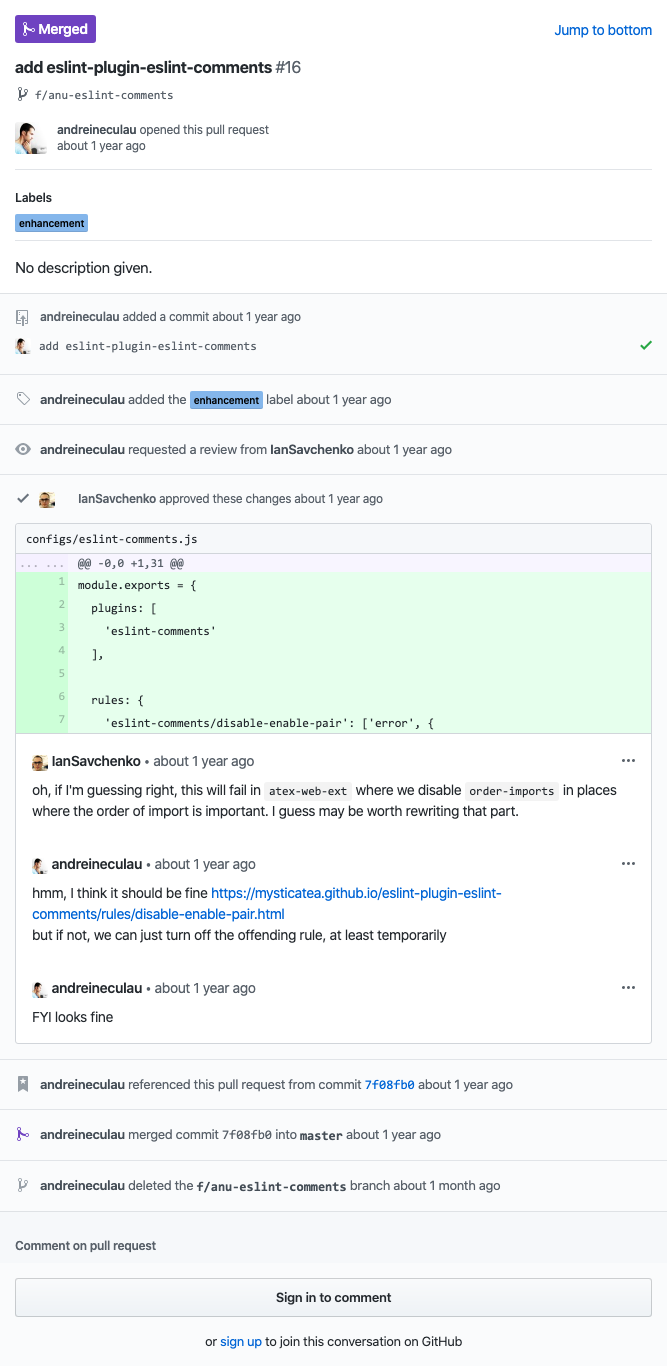 Merged
Jump to bottom
add eslint-plugin-eslint-comments #16
f/anu-eslint-comments
andreineculau opened this pull request
about 1 year ago
Labels
enhancement
No description given.
andreineculau added a commit about 1 year ago
add eslint-plugin-eslint-comments
andreineculau added the enhancement label about 1 year ago
andreineculau requested a review from IanSavchenko about 1 year ago
IanSavchenko approved these changes about 1 year ago
configs/eslint-comments.js
... ... @@ -0,0 +1,31 @@
1 module.exports = {
2 plugins: [
3 'eslint-comments'
4 ],
5
6 rules: {
7 'eslint-comments/disable-enable-pair': ['error', {
IanSavchenko • about 1 year ago
oh, if I'm guessing right, this will fail in atex-web-ext where we disable order-imports in places
where the order of import is important. I guess may be worth rewriting that part.
andreineculau • about 1 year ago
hmm, I think it should be fine https://mysticatea.github.io/eslint-plugin-eslint-
comments/rules/disable-enable-pair.html
but if not, we can just turn off the offending rule, at least temporarily
andreineculau • about 1 year ago
FYI looks fine
andreineculau referenced this pull request from commit 7f08fb0 about 1 year ago
andreineculau merged commit 7f08fb0 into master about 1 year ago
andreineculau deleted the f/anu-eslint-comments branch about 1 month ago
Comment on pull request
Sign in to comment
or sign up to join this conversation on GitHub